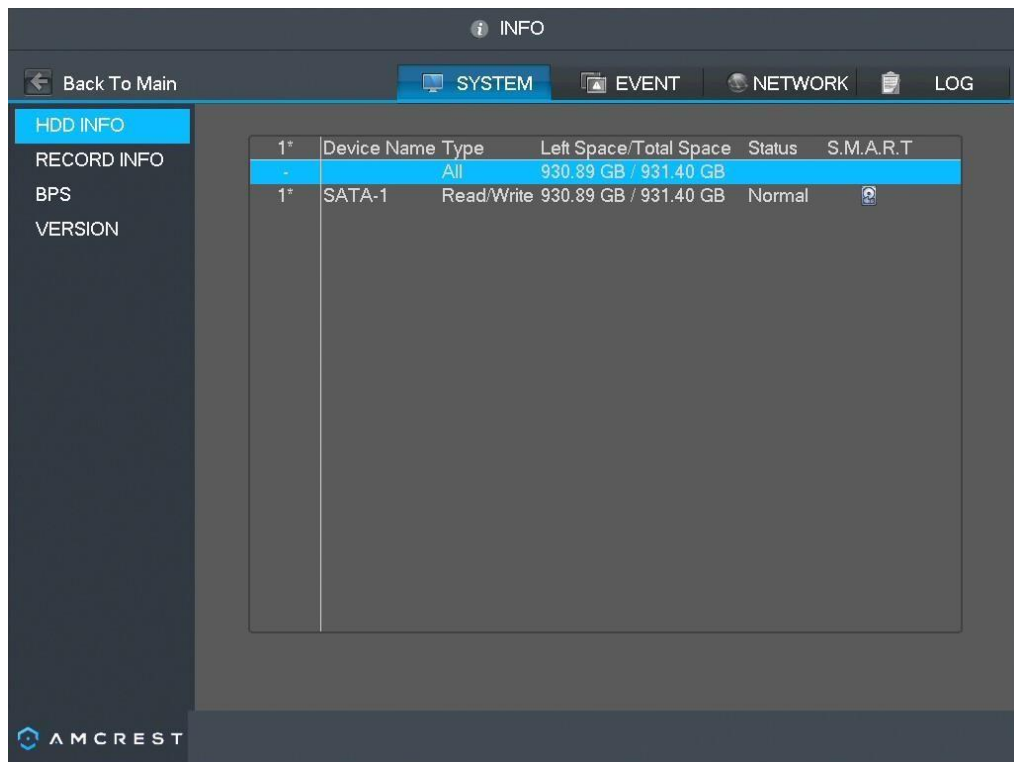 INFO
Back To Main SYSTEM EVENT NETWORK LOG
HDD INFO
RECORD INFO
BPS
VERSION
1* Device Name Type Left Space/Total Space Status S.M.A.R.T
- All 930.89 GB / 931.40 GB
1* SATA-1 Read/Write 930.89 GB / 931.40 GB Normal
AMCREST